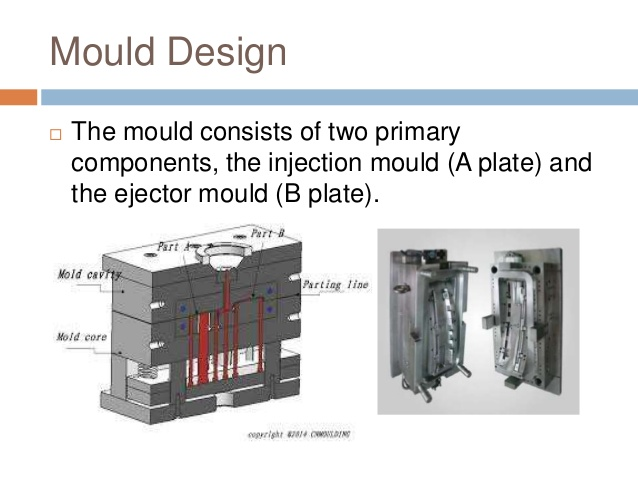 Mould Design
The mould consists of two primary
components, the injection mould (A plate) and
the ejector mould (B plate).
Part B
Part A
Mold cavity
Parting line
Mold core
copyright @2014 CNMOULDING